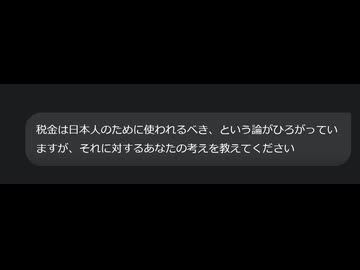 税金は日本人のために使われるべき、という論がひろがってい
ますが、それに対するあなたの考えを教えてください